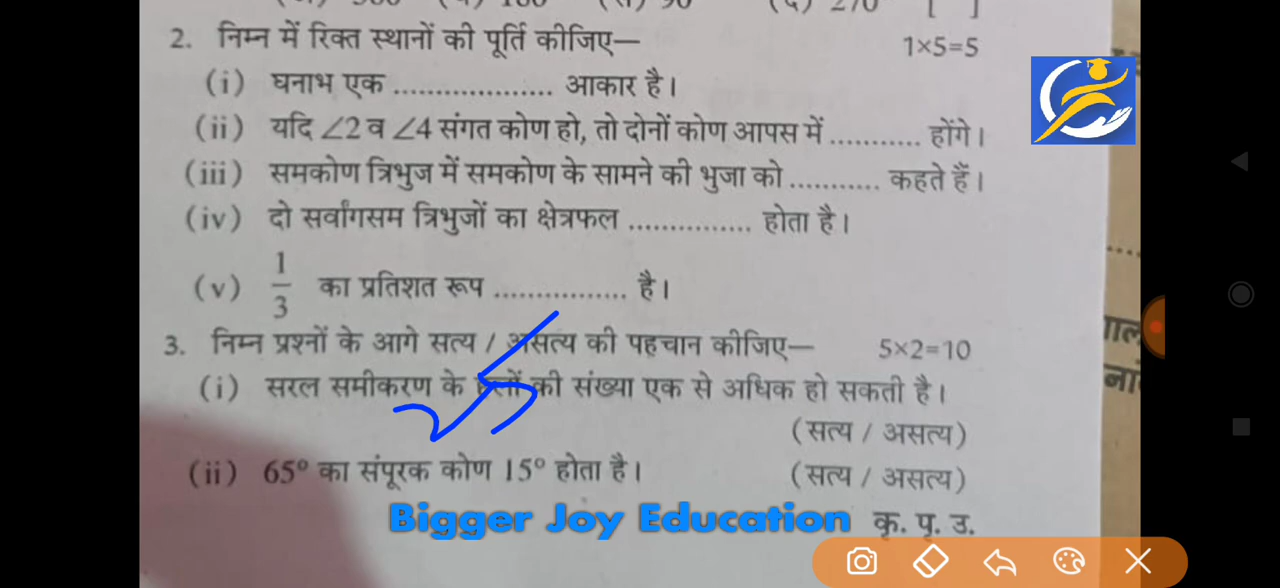 2. निम्न में रिक्त स्थानों की पूर्ति कीजिए— 1×5=5
(i) घनाभ एक .................. आकार है।
(ii) यदि ∠2 व ∠4 संगत कोण हो, तो दोनों कोण आपस में ........... होंगे।
(iii) समकोण त्रिभुज में समकोण के सामने की भुजा को ........... कहते हैं।
(iv) दो सर्वांगसम त्रिभुजों का क्षेत्रफल ............... होता है।
(v) 1/3 का प्रतिशत रूप ................ है।
3. निम्न प्रश्नों के आगे सत्य / असत्य की पहचान कीजिए— 5×2=10
(i) सरल समीकरण के हलों की संख्या एक से अधिक हो सकती है।
(सत्य / असत्य)
(ii) 65° का संपूरक कोण 15° होता है। (सत्य / असत्य)
Bigger Joy Education कृ. पृ. उ.